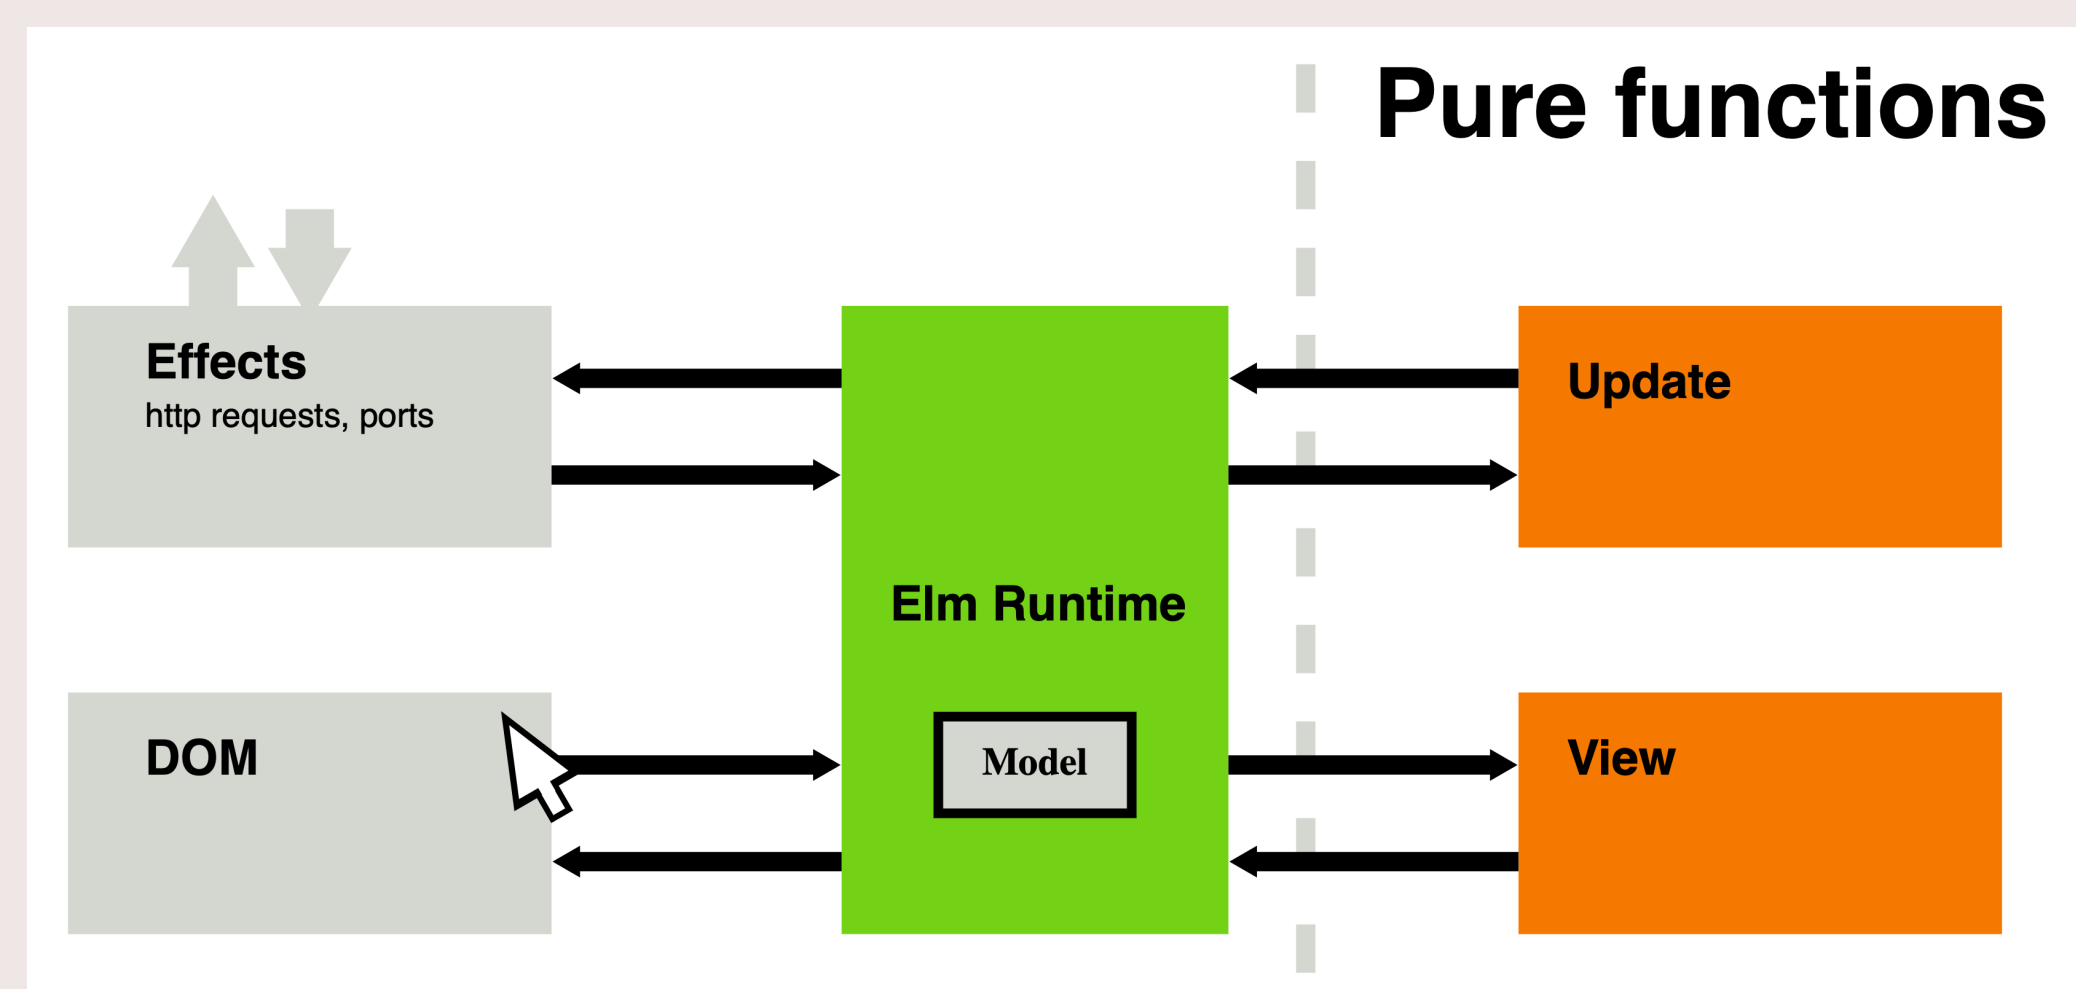 Pure functions
Effects
http requests, ports
Update
Elm Runtime
Model
DOM
View